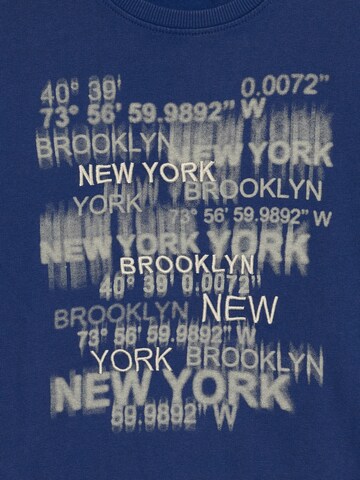 40° 39' 0.0072"
73° 56' 59.9892" W
BROOKLYN
NEW YORK
NEW YORK
YORK BROOKLYN
73° 56' 59.9892" W
NEW YORK YORK
BROOKLYN
40° 39' 0.0072"
BROOKLYN NEW
73° 56' 59.9892" W
YORK BROOKLYN
NEW YORK
59.9892" W